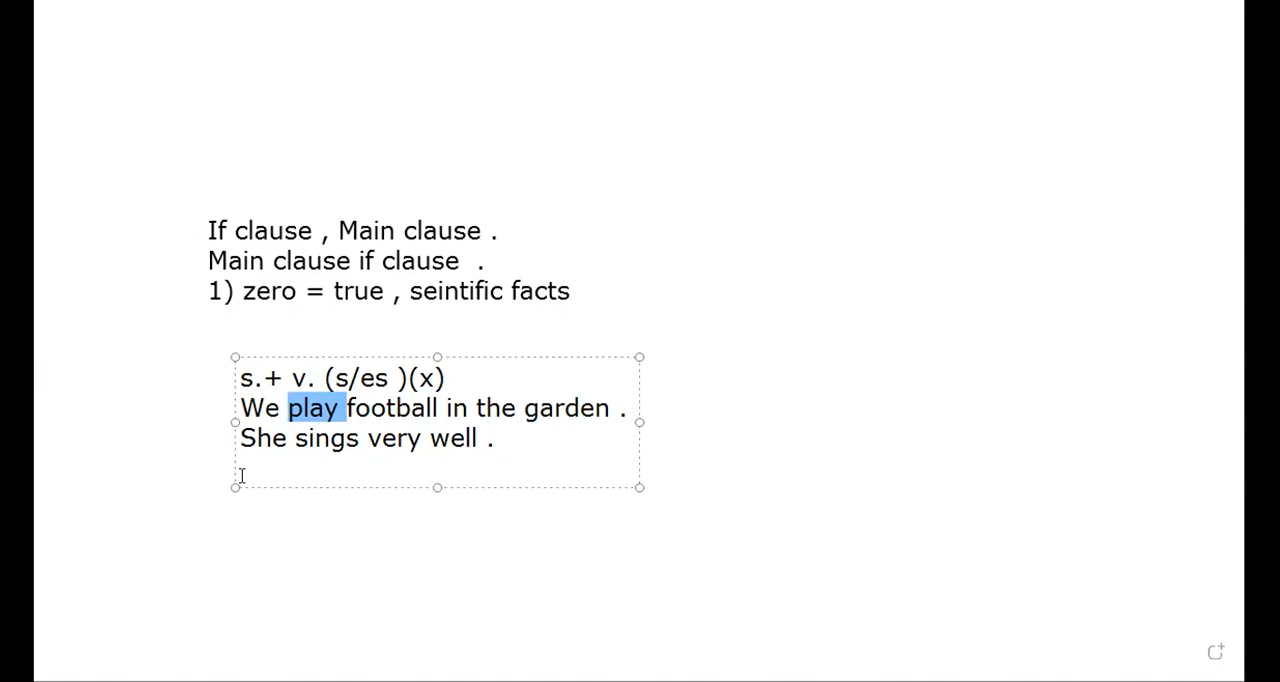 If clause , Main clause .
Main clause if clause  .
1) zero = true , seintific facts
s.+ v. (s/es )(x)
We play football in the garden .
She sings very well .